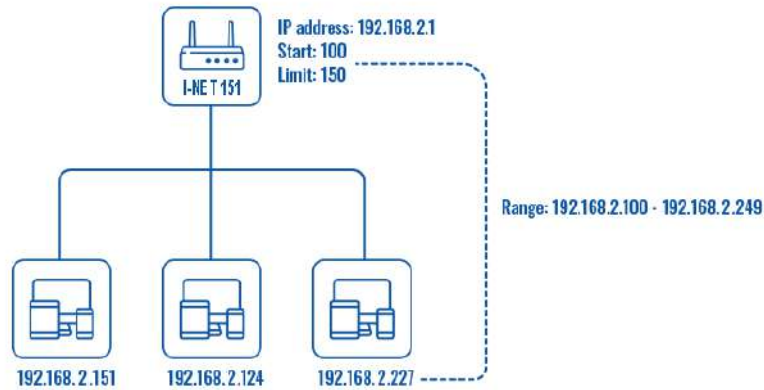 IP address: 192.168.2.1
Start: 100
Limit: 150
I-NET 151
Range: 192.168.2.100 - 192.168.2.249
192.168.2.151
192.168.2.124
192.168.2.227